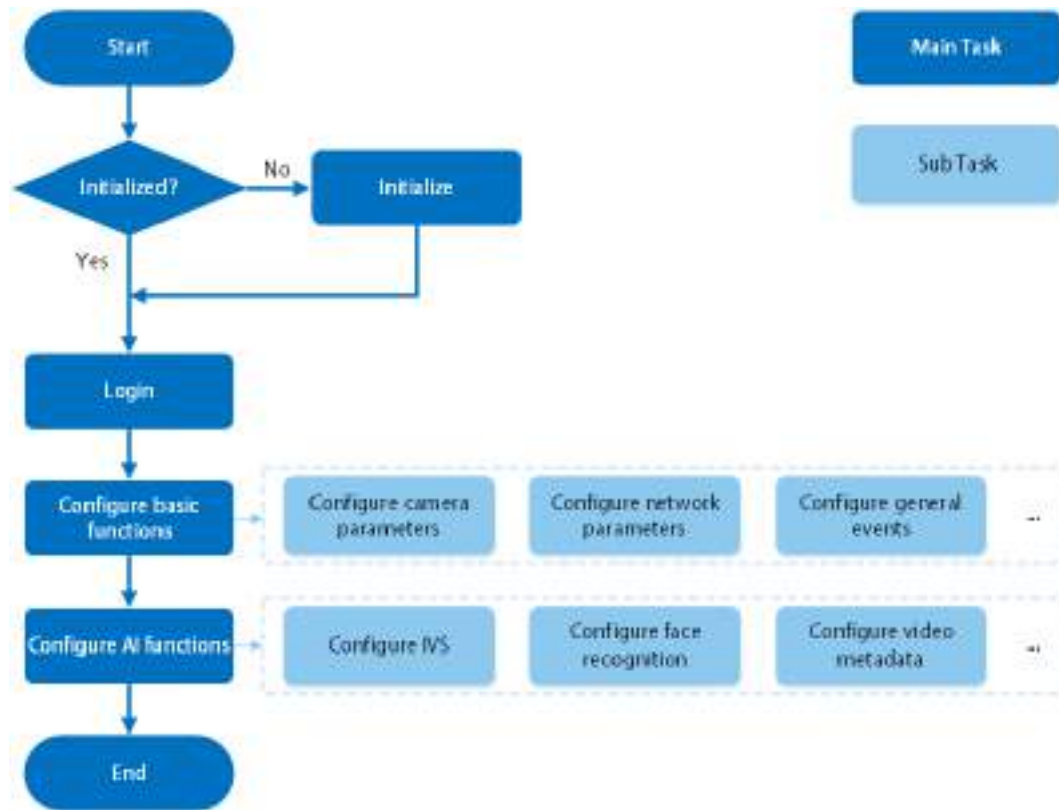 Start
Main Task
Initialized?
No
Initialize
Sub Task
Yes
Login
Configure basic
functions
Configure camera
parameters
Configure network
parameters
Configure general
events
...
Configure AI functions
Configure IVS
Configure face
recognition
Configure video
metadata
...
End